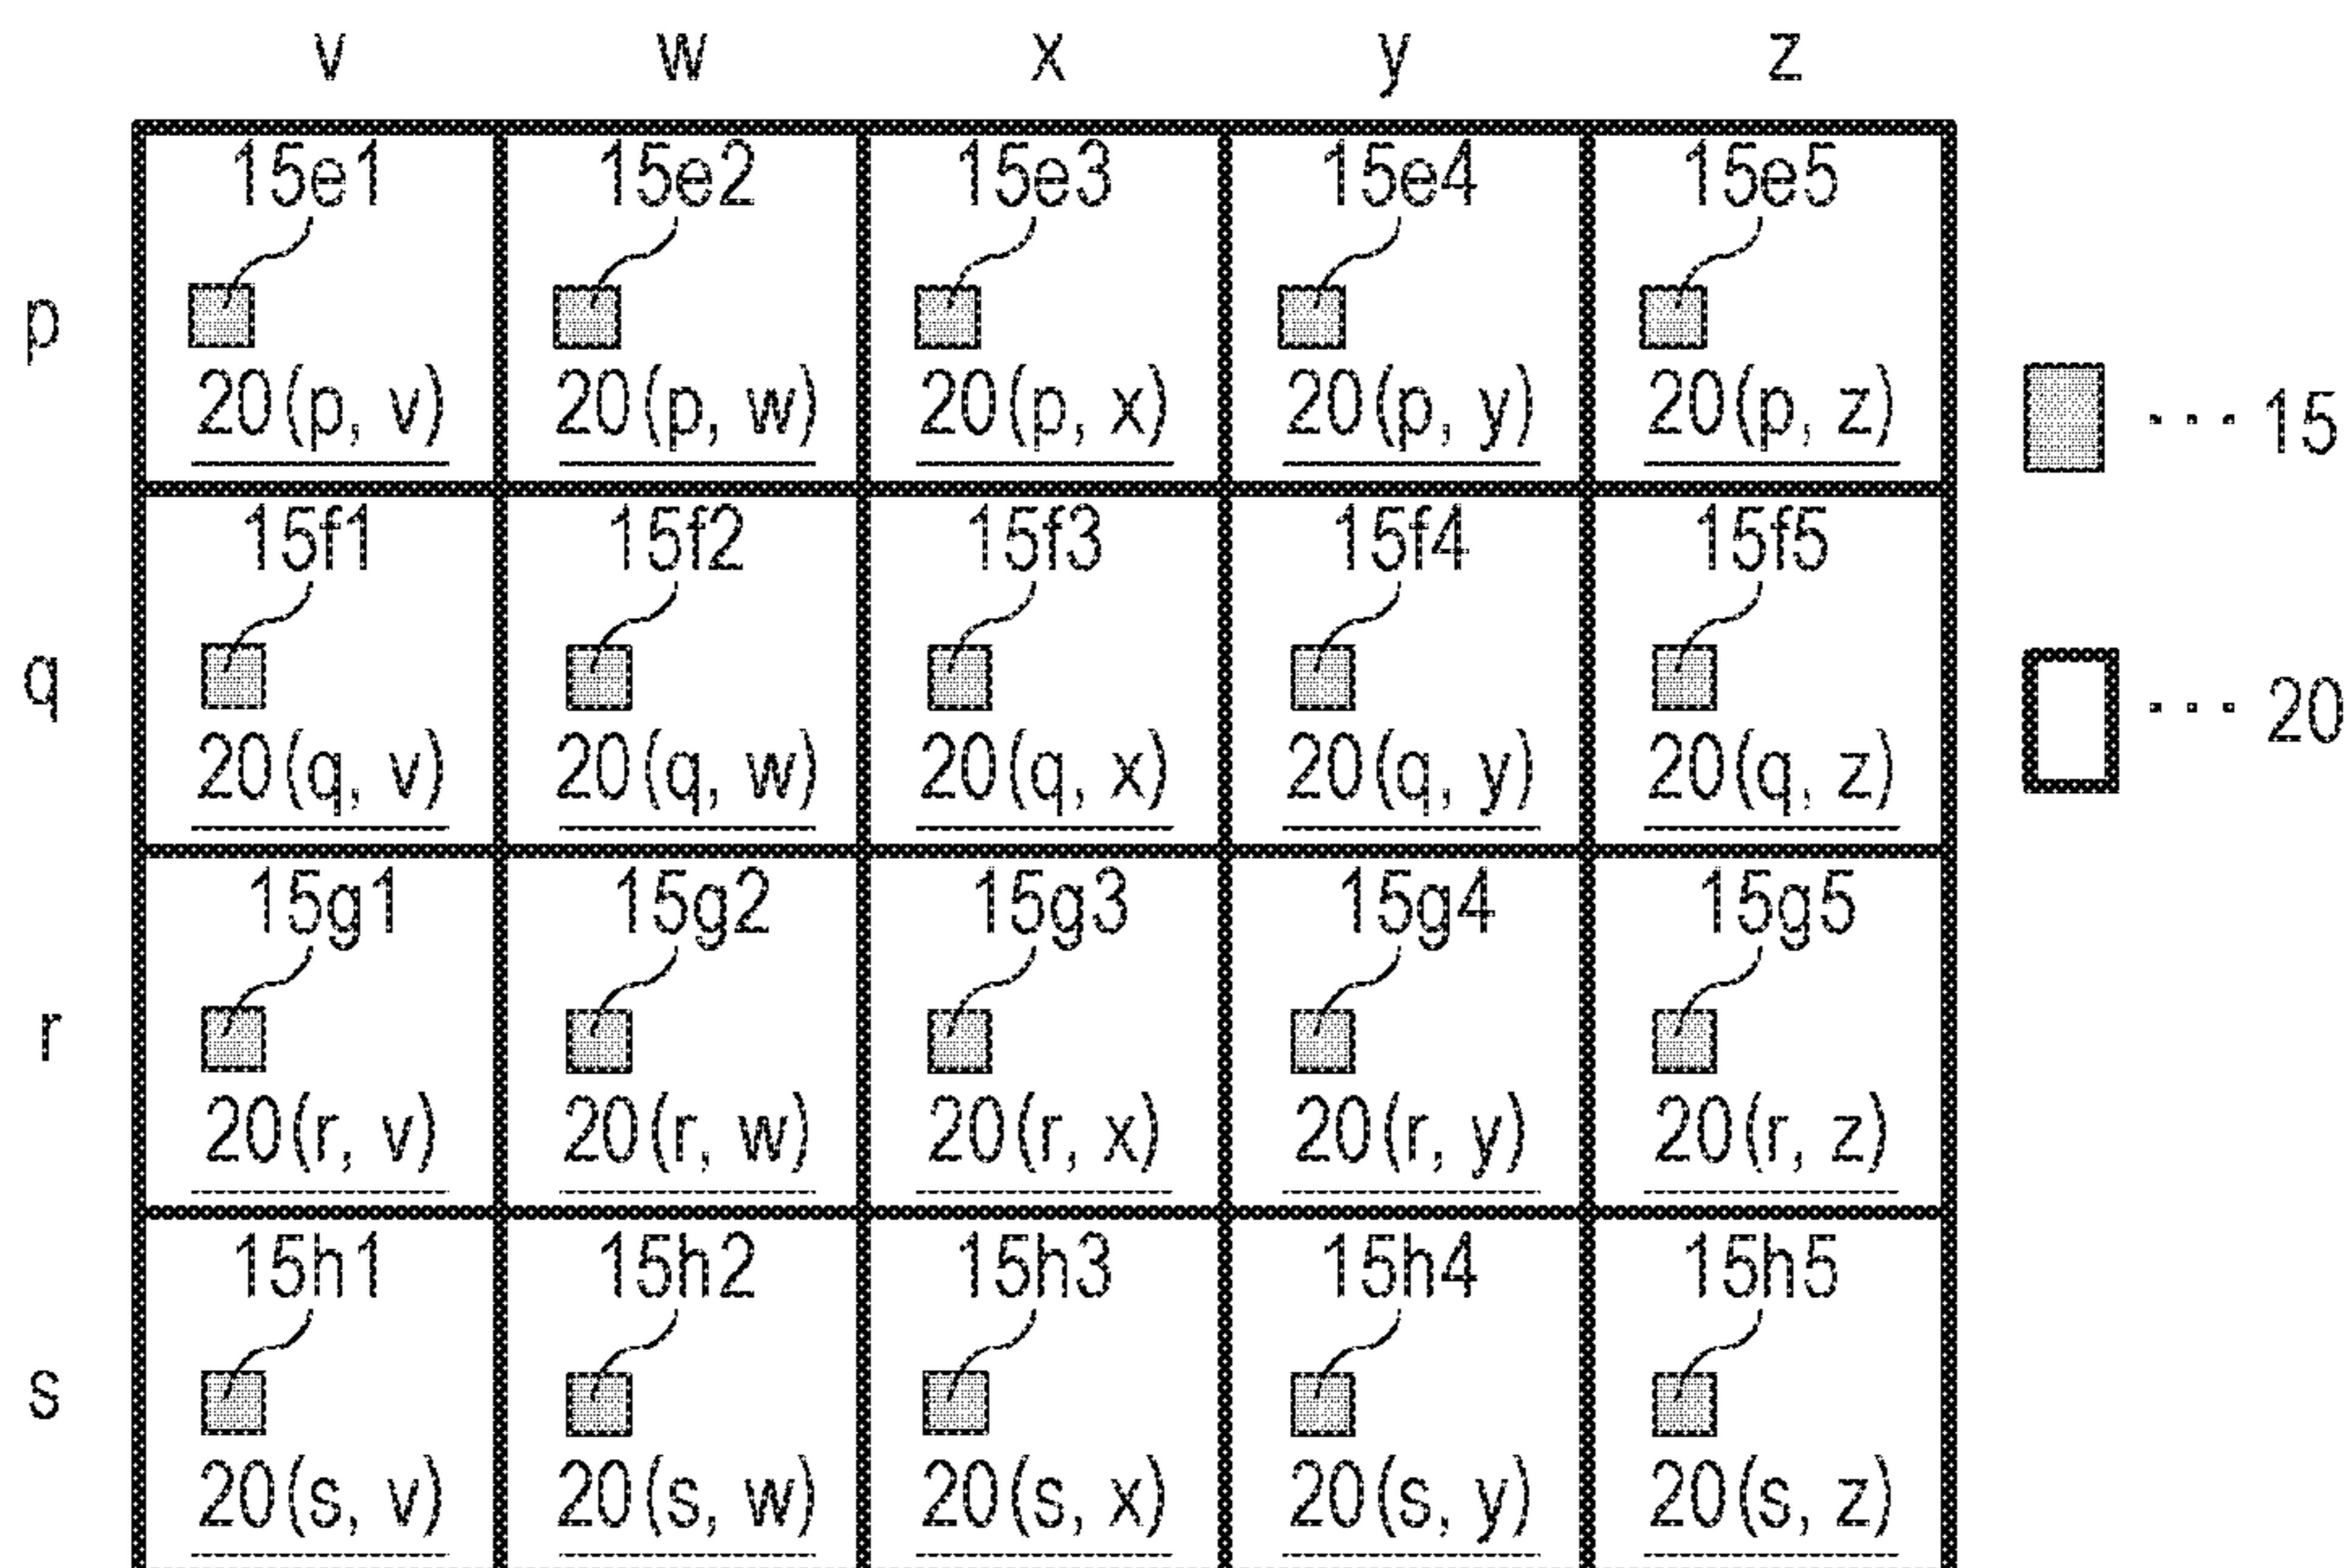 v w x y z
15e1 15e2 15e3 15e4 15e5
p
20(p, v) 20(p, w) 20(p, x) 20(p, y) 20(p, z)
··· 15
15f1 15f2 15f3 15f4 15f5
q
··· 20
20(q, v) 20(q, w) 20(q, x) 20(q, y) 20(q, z)
15g1 15g2 15g3 15g4 15g5
r
20(r, v) 20(r, w) 20(r, x) 20(r, y) 20(r, z)
15h1 15h2 15h3 15h4 15h5
s
20(s, v) 20(s, w) 20(s, x) 20(s, y) 20(s, z)